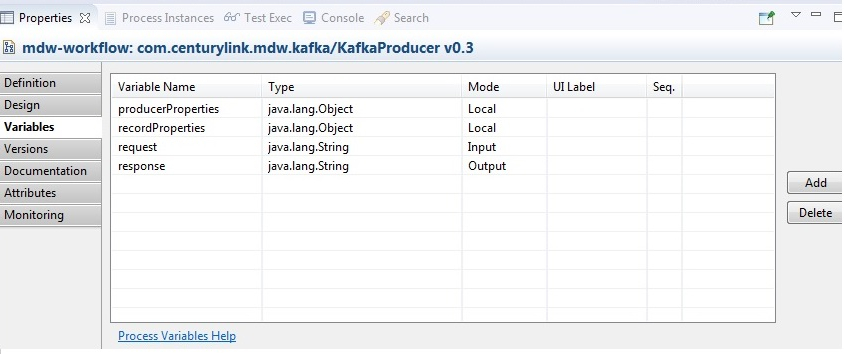 Properties Process Instances Test Exec Console Search
mdw-workflow: com.centurylink.mdw.kafka/KafkaProducer v0.3
Definition
Design
Variables
Versions
Documentation
Attributes
Monitoring
Variable Name Type Mode UI Label Seq.
producerProperties java.lang.Object Local
recordProperties java.lang.Object Local
request java.lang.String Input
response java.lang.String Output
Add
Delete
Process Variables Help